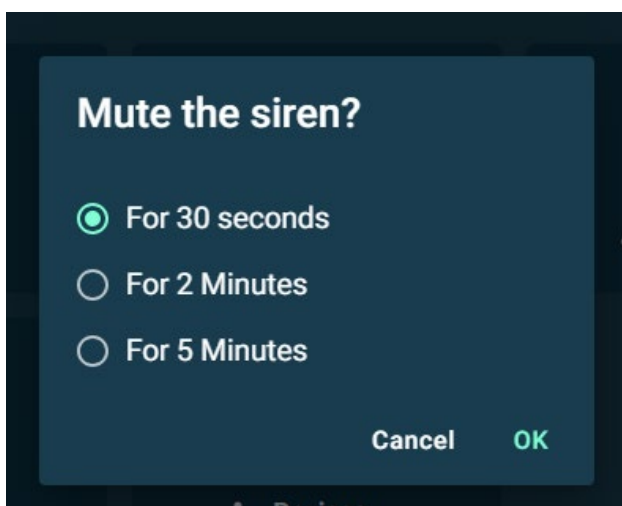 Mute the siren?
For 30 seconds
For 2 Minutes
For 5 Minutes
Cancel OK